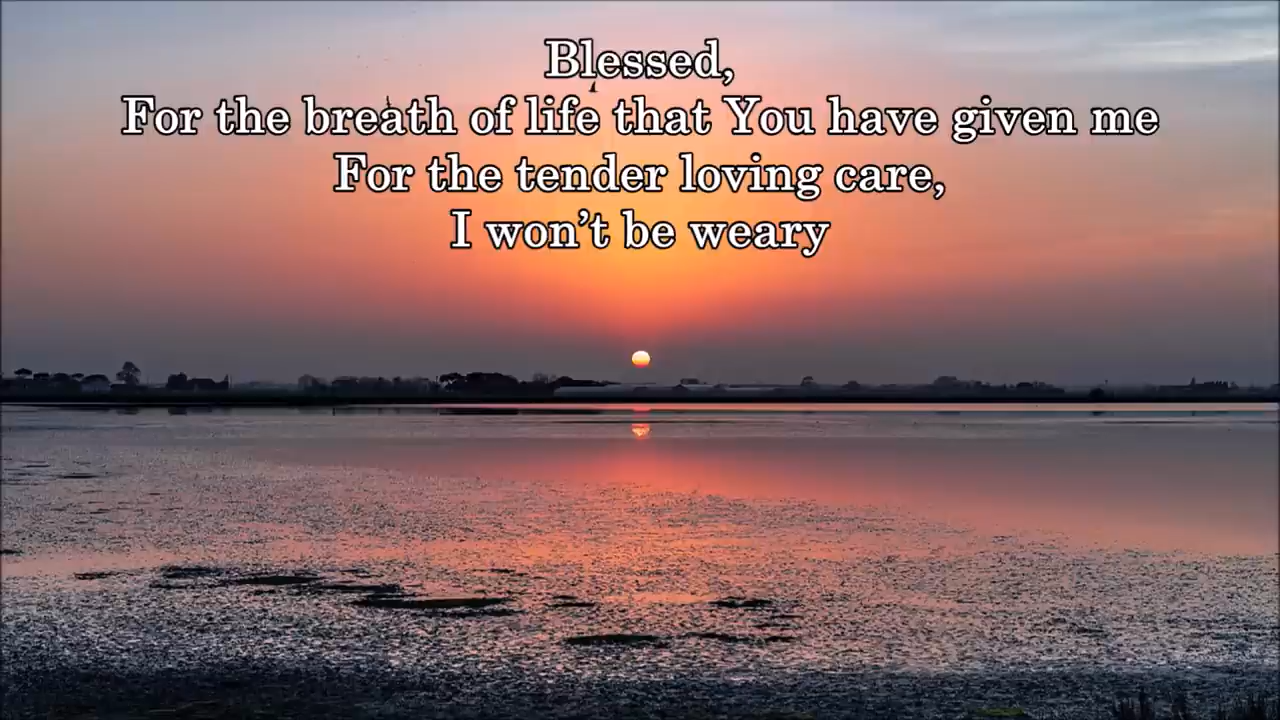 Blessed,
For the breath of life that You have given me
For the tender loving care,
I won’t be weary